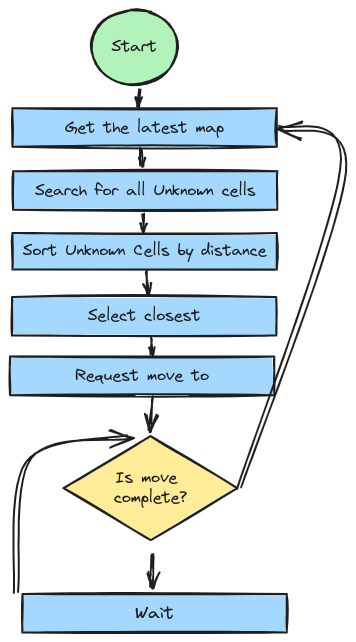 Start
Get the latest map
Search for all Unknown cells
Sort Unknown Cells by distance
Select closest
Request move to
Is move
complete?
Wait